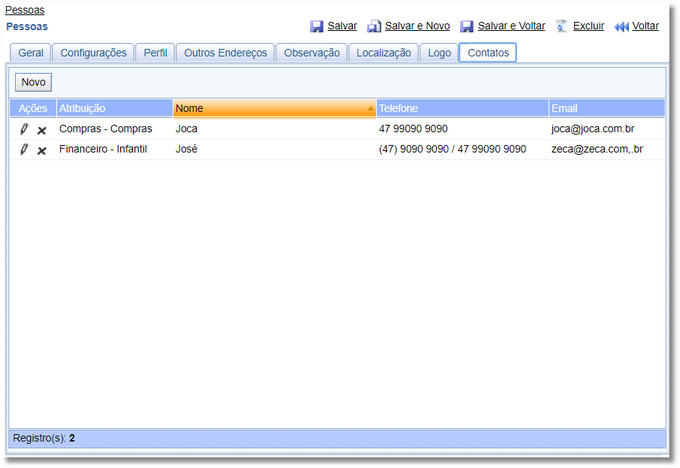 Pessoas
Pessoas Salvar Salvar e Novo Salvar e Voltar Excluir Voltar
Geral Configurações Perfil Outros Endereços Observação Localização Logo Contatos
Novo
Ações Atribuição Nome Telefone Email
Compras - Compras Joca 47 99090 9090 joca@joca.com.br
Financeiro - Infantil José (47) 9090 9090 / 47 99090 9090 zeca@zeca.com,.br
Registro(s): 2